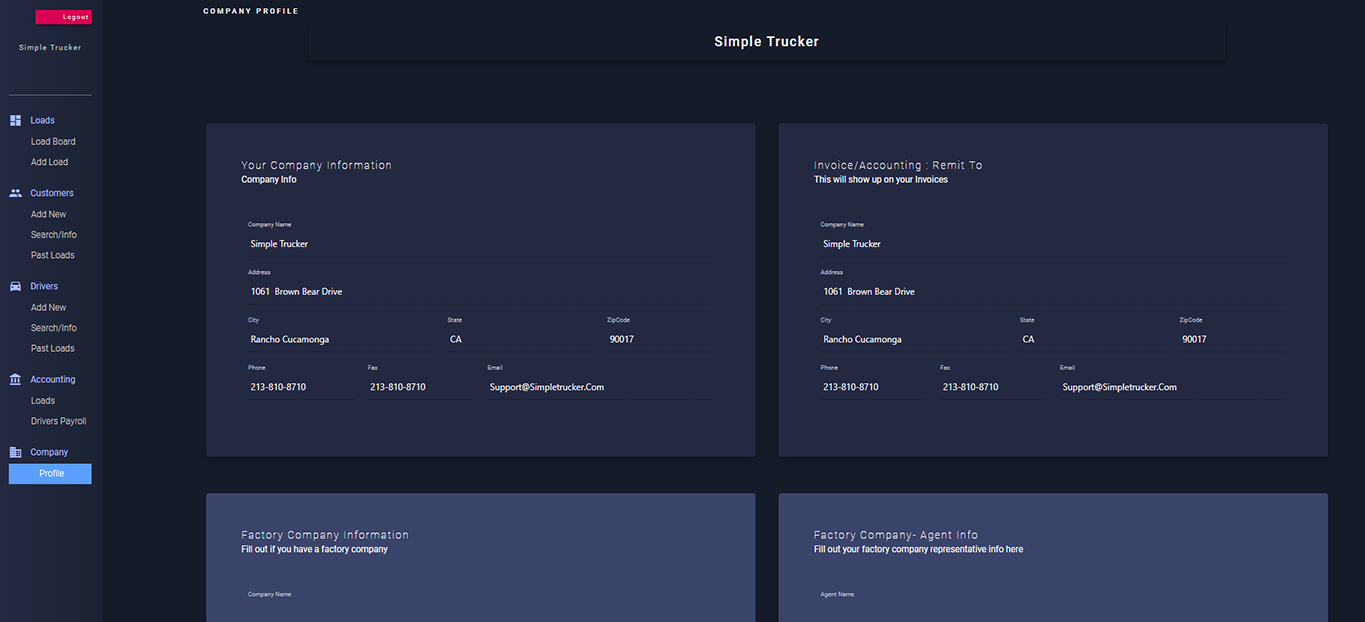 Logout
Simple Trucker
Loads
Load Board
Add Load
Customers
Add New
Search/Info
Past Loads
Drivers
Add New
Search/Info
Past Loads
Accounting
Loads
Drivers Payroll
Company
Profile
COMPANY PROFILE
Simple Trucker
Your Company Information
Company Info
Company Name
Simple Trucker
Address
1061 Brown Bear Drive
City State ZipCode
Rancho Cucamonga CA 90017
Phone Fax Email
213-810-8710 213-810-8710 Support@Simpletrucker.Com
Invoice/Accounting : Remit To
This will show up on your Invoices
Company Name
Simple Trucker
Address
1061 Brown Bear Drive
City State ZipCode
Rancho Cucamonga CA 90017
Phone Fax Email
213-810-8710 213-810-8710 Support@Simpletrucker.Com
Factory Company Information
Fill out if you have a factory company
Company Name
Factory Company- Agent Info
Fill out your factory company representative info here
Agent Name